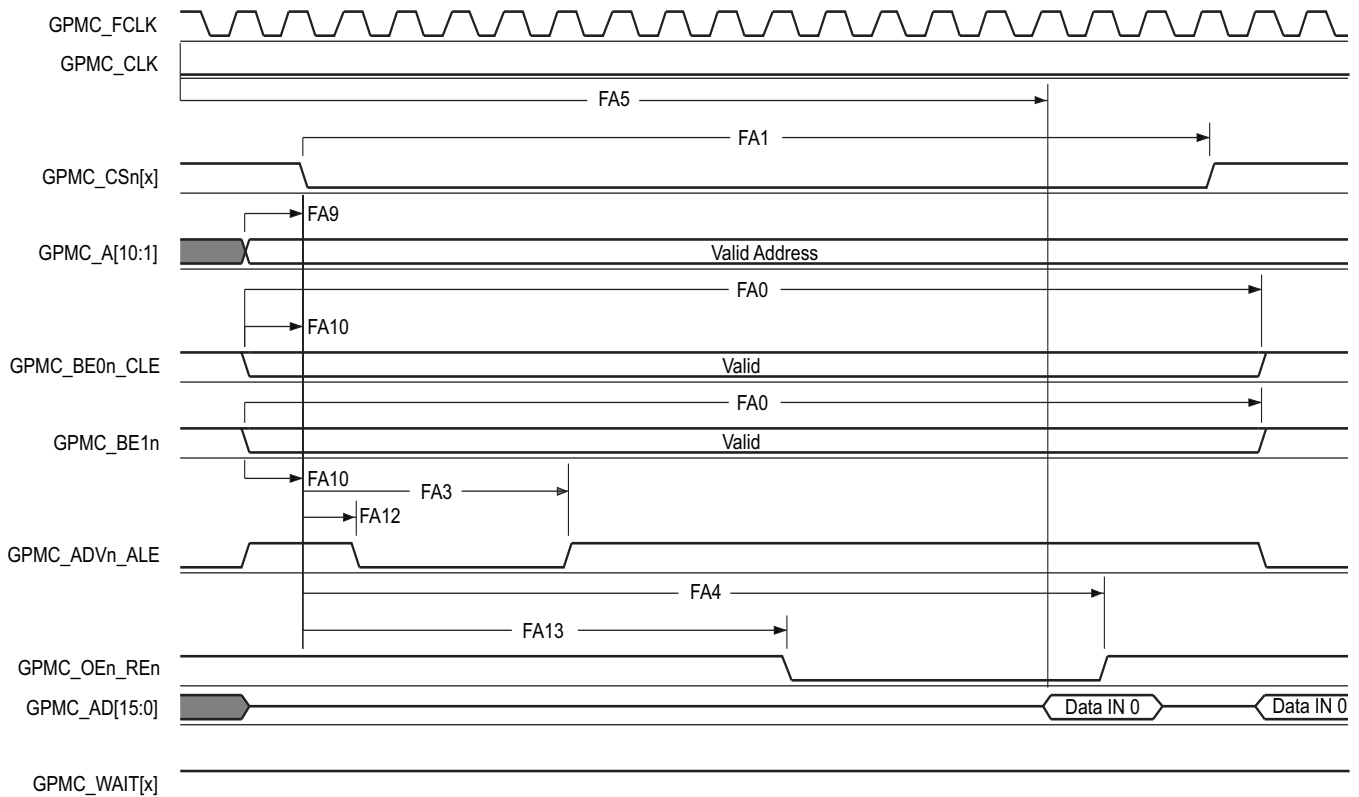 GPMC_FCLK
GPMC_CLK
FA5
FA1
GPMC_CSn[x]
FA9
GPMC_A[10:1]
Valid Address
FA0
FA10
GPMC_BE0n_CLE
Valid
FA0
GPMC_BE1n
Valid
FA10
FA3
FA12
GPMC_ADVn_ALE
FA4
FA13
GPMC_OEn_REn
GPMC_AD[15:0]
Data IN 0
Data IN 0
GPMC_WAIT[x]